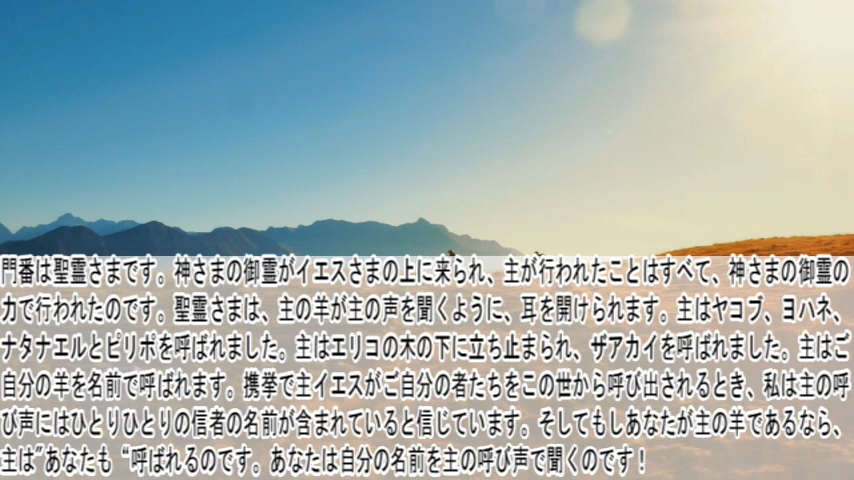 門番は聖霊さまです。神さまの御霊がイエスさまの上に来られ、主が行われたことはすべて、神さまの御霊の
力で行われたのです。聖霊さまは、主の羊が主の声を聞くように、耳を開けられます。主はヤコブ、ヨハネ、
ナタナエルとピリポを呼ばれました。主はエリコの木の下に立ち止まられ、ザアカイを呼ばれました。主はご
自分の羊を名前で呼ばれます。携挙で主イエスがご自分の者たちをこの世から呼び出されるとき、私は主の呼
び声にはひとりひとりの信者の名前が含まれていると信じています。そしてもしあなたが主の羊であるなら、
主は"あなたも “呼ばれるのです。あなたは自分の名前を主の呼び声で聞くのです！